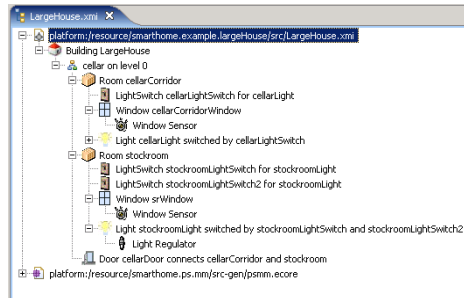 LargeHouse.xmi
platform:/resource/smarthome.example.largeHouse/src/LargeHouse.xmi
Building LargeHouse
cellar on level 0
Room cellarCorridor
LightSwitch cellarLightSwitch for cellarLight
Window cellarCorridorWindow
Window Sensor
Light cellarLight switched by cellarLightSwitch
Room stockroom
LightSwitch stockroomLightSwitch for stockroomLight
LightSwitch stockroomLightSwitch2 for stockroomLight
Window srWindow
Window Sensor
Light stockroomLight switched by stockroomLightSwitch and stockroomLightSwitch2
Light Regulator
Door cellarDoor connects cellarCorridor and stockroom
platform:/resource/smarthome.ps.mm/src-gen/psmm.ecore